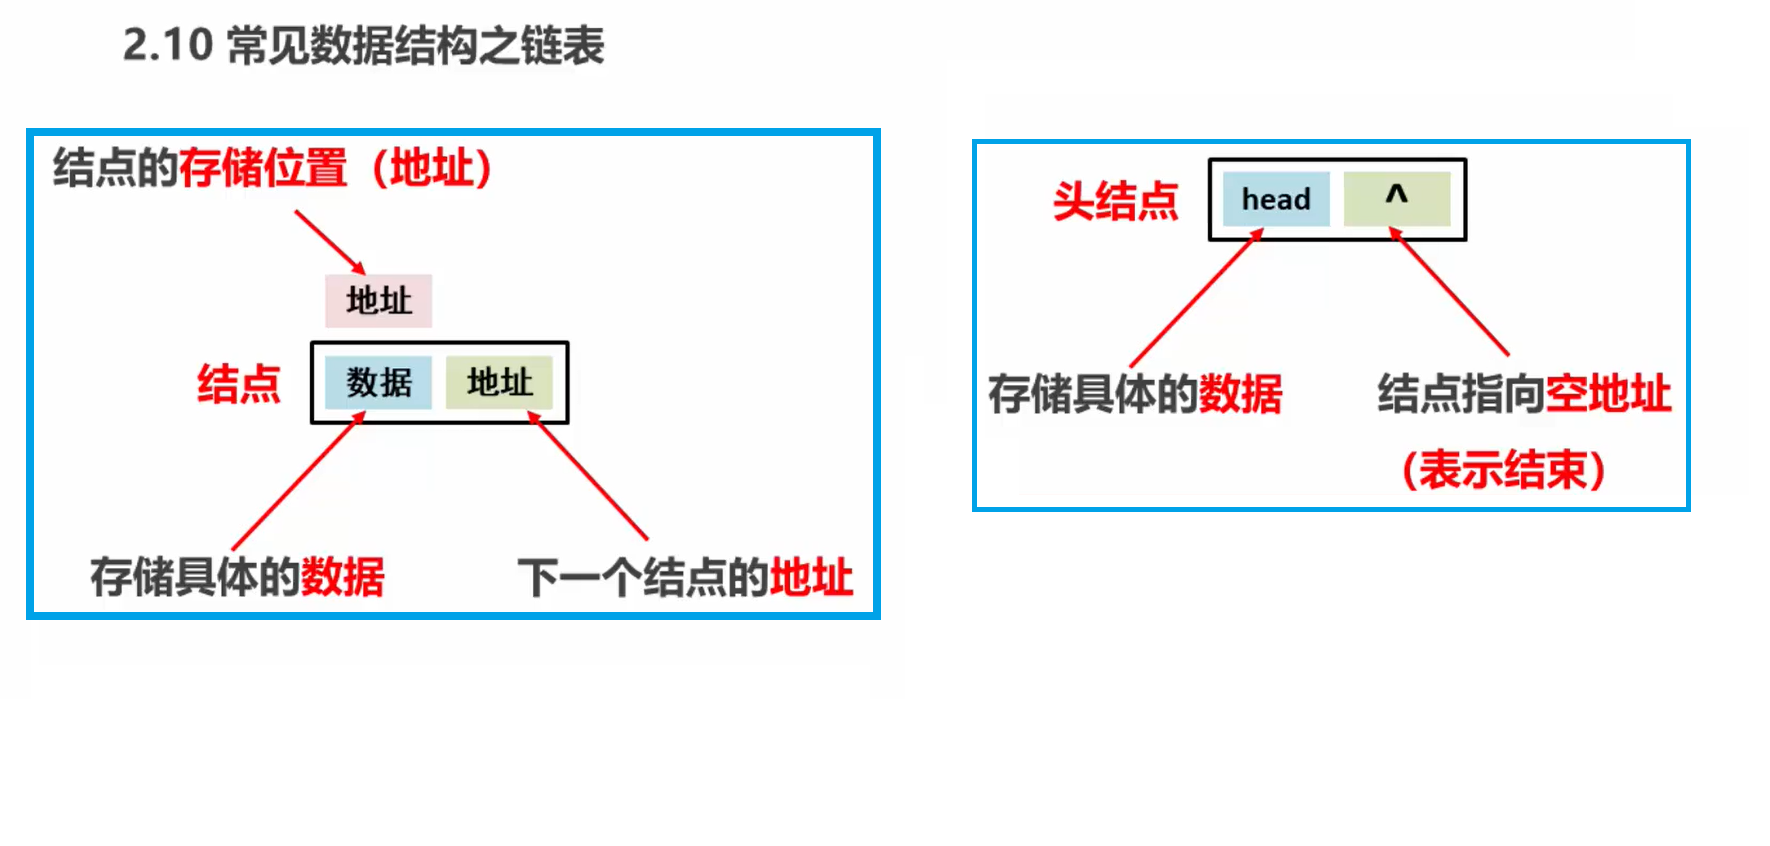 2.10 常见数据结构之链表
结点的存储位置（地址）
地址
结点
数据 地址
存储具体的数据
下一个结点的地址
头结点
head ^
存储具体的数据
结点指向空地址
（表示结束）